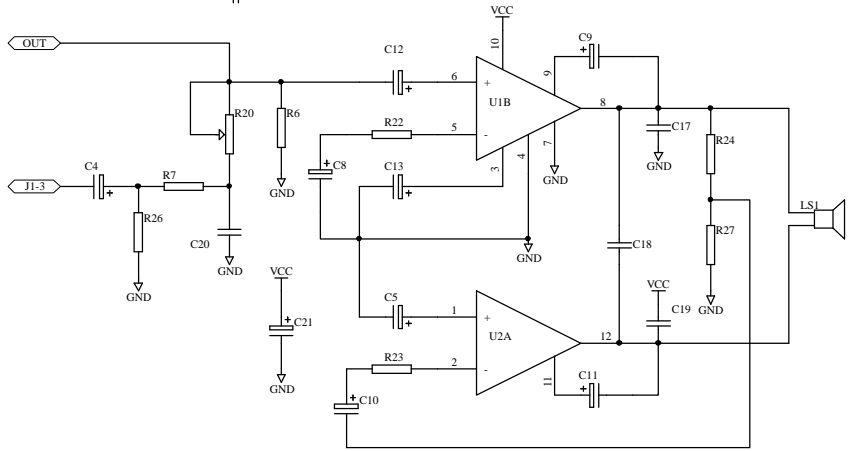 VCC
OUT
C12
10
C9
6
+
9
R20
R6
U1B
8
R22
5
-
C17
R24
C4
C8
C13
4
7
GND
J1-3
R7
3
GND
GND
LS1
R26
C20
R27
GND
C18
GND
GND
VCC
VCC
C5
1
C19
GND
C21
+
12
U2A
R23
2
-
GND
C10
11
C11